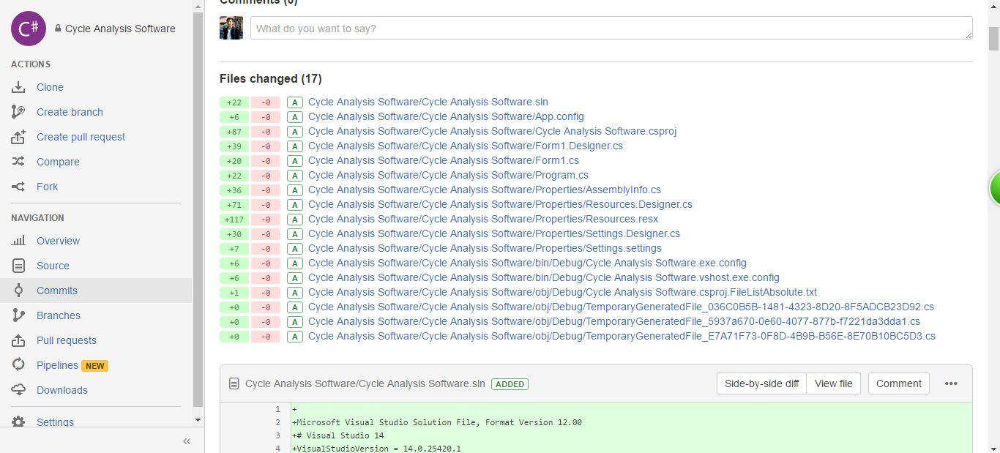 C#
Cycle Analysis Software
ACTIONS
Clone
Create branch
Create pull request
Compare
Fork
NAVIGATION
Overview
Source
Commits
Branches
Pull requests
Pipelines NEW
Downloads
Settings
«
Comments (0)
What do you want to say?
Files changed (17)
+22 -0 A Cycle Analysis Software/Cycle Analysis Software.sln
+6 -0 A Cycle Analysis Software/Cycle Analysis Software/App.config
+87 -0 A Cycle Analysis Software/Cycle Analysis Software/Cycle Analysis Software.csproj
+39 -0 A Cycle Analysis Software/Cycle Analysis Software/Form1.Designer.cs
+20 -0 A Cycle Analysis Software/Cycle Analysis Software/Form1.cs
+22 -0 A Cycle Analysis Software/Cycle Analysis Software/Program.cs
+36 -0 A Cycle Analysis Software/Cycle Analysis Software/Properties/AssemblyInfo.cs
+71 -0 A Cycle Analysis Software/Cycle Analysis Software/Properties/Resources.Designer.cs
+117 -0 A Cycle Analysis Software/Cycle Analysis Software/Properties/Resources.resx
+30 -0 A Cycle Analysis Software/Cycle Analysis Software/Properties/Settings.Designer.cs
+7 -0 A Cycle Analysis Software/Cycle Analysis Software/Properties/Settings.settings
+6 -0 A Cycle Analysis Software/Cycle Analysis Software/bin/Debug/Cycle Analysis Software.exe.config
+6 -0 A Cycle Analysis Software/Cycle Analysis Software/bin/Debug/Cycle Analysis Software.vshost.exe.config
+1 -0 A Cycle Analysis Software/Cycle Analysis Software/obj/Debug/Cycle Analysis Software.csproj.FileListAbsolute.txt
+0 -0 A Cycle Analysis Software/Cycle Analysis Software/obj/Debug/TemporaryGeneratedFile_036C0B5B-1481-4323-8D20-8F5ADCB23D92.cs
+0 -0 A Cycle Analysis Software/Cycle Analysis Software/obj/Debug/TemporaryGeneratedFile_5937a670-0e60-4077-877b-f7221da3dda1.cs
+0 -0 A Cycle Analysis Software/Cycle Analysis Software/obj/Debug/TemporaryGeneratedFile_E7A71F73-0F8D-4B9B-B56E-8E70B10BC5D3.cs
Cycle Analysis Software/Cycle Analysis Software.sln ADDED Side-by-side diff View file Comment •••
1 +
2 +Microsoft Visual Studio Solution File, Format Version 12.00
3 +# Visual Studio 14
4 +VisualStudioVersion = 14.0.25420.1